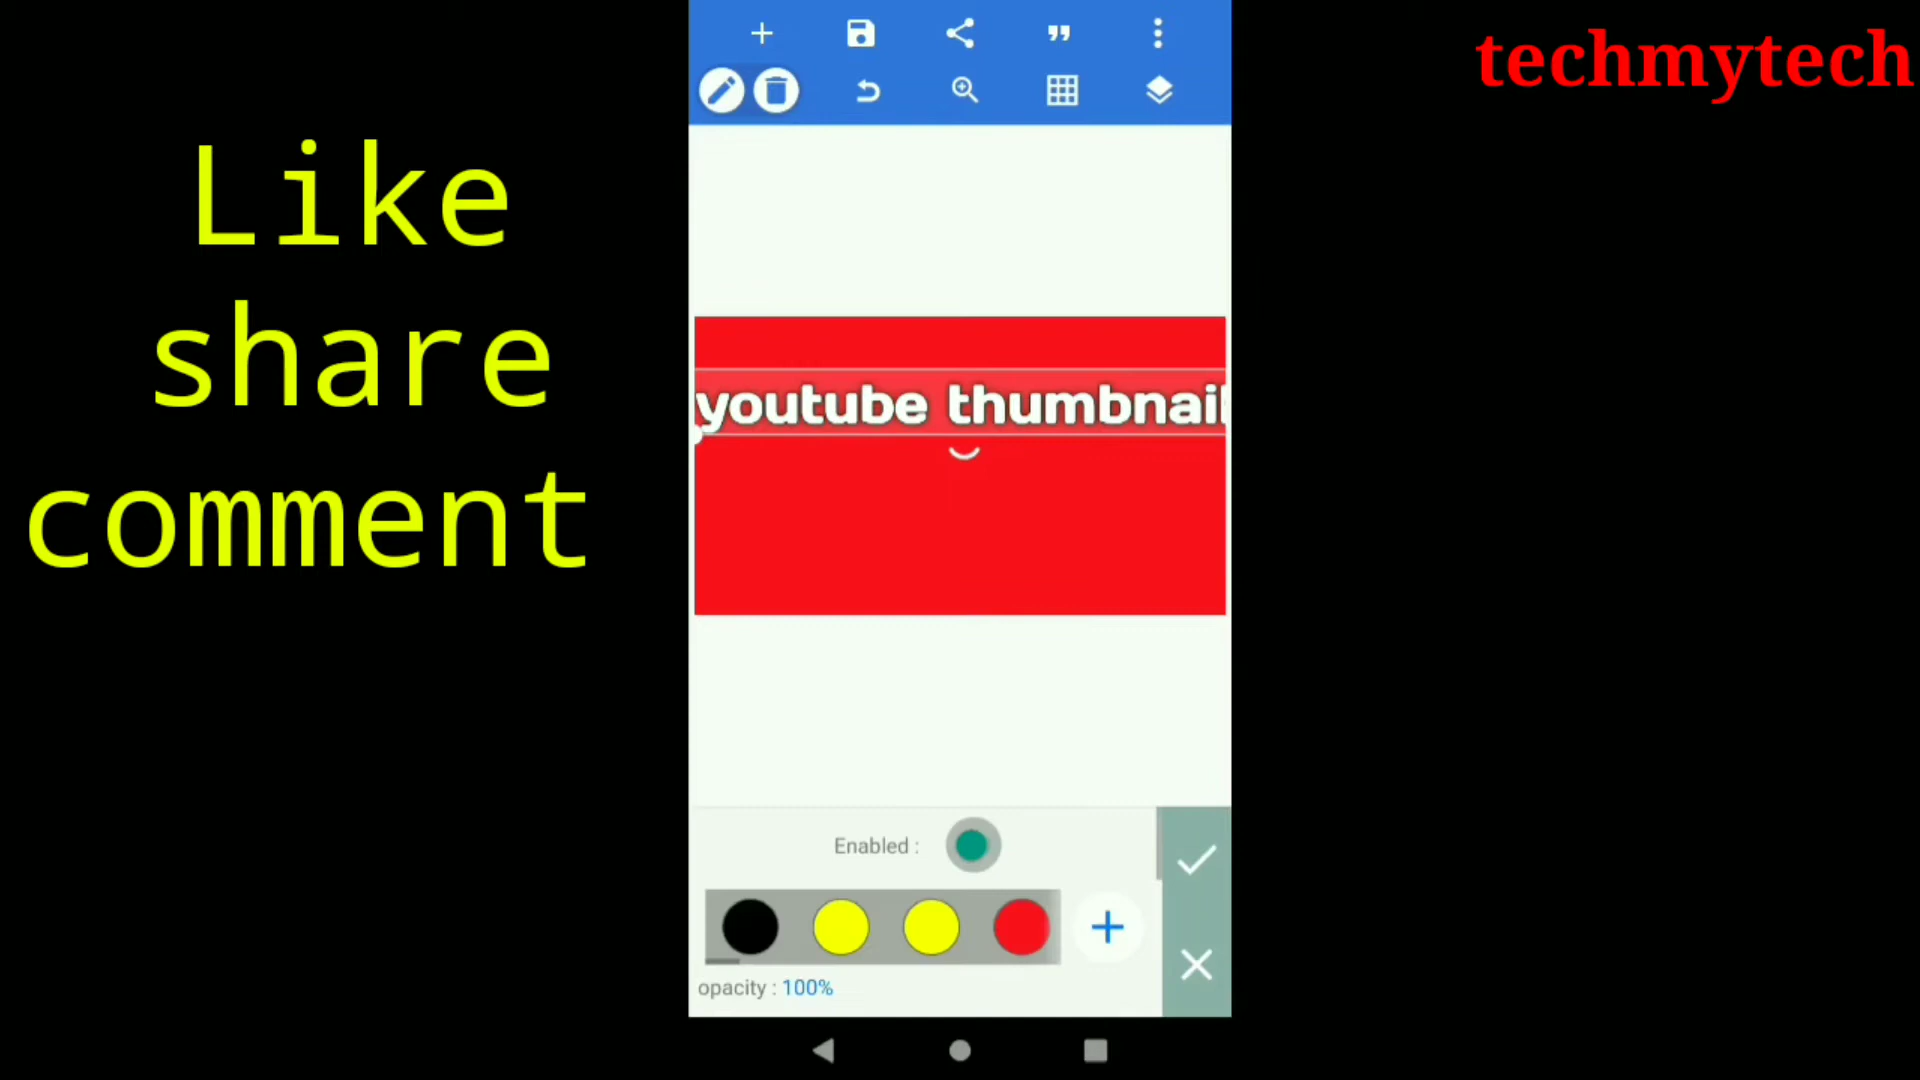 techmytech
Like
share
comment
youtube thumbnail
Enabled :
opacity : 100%